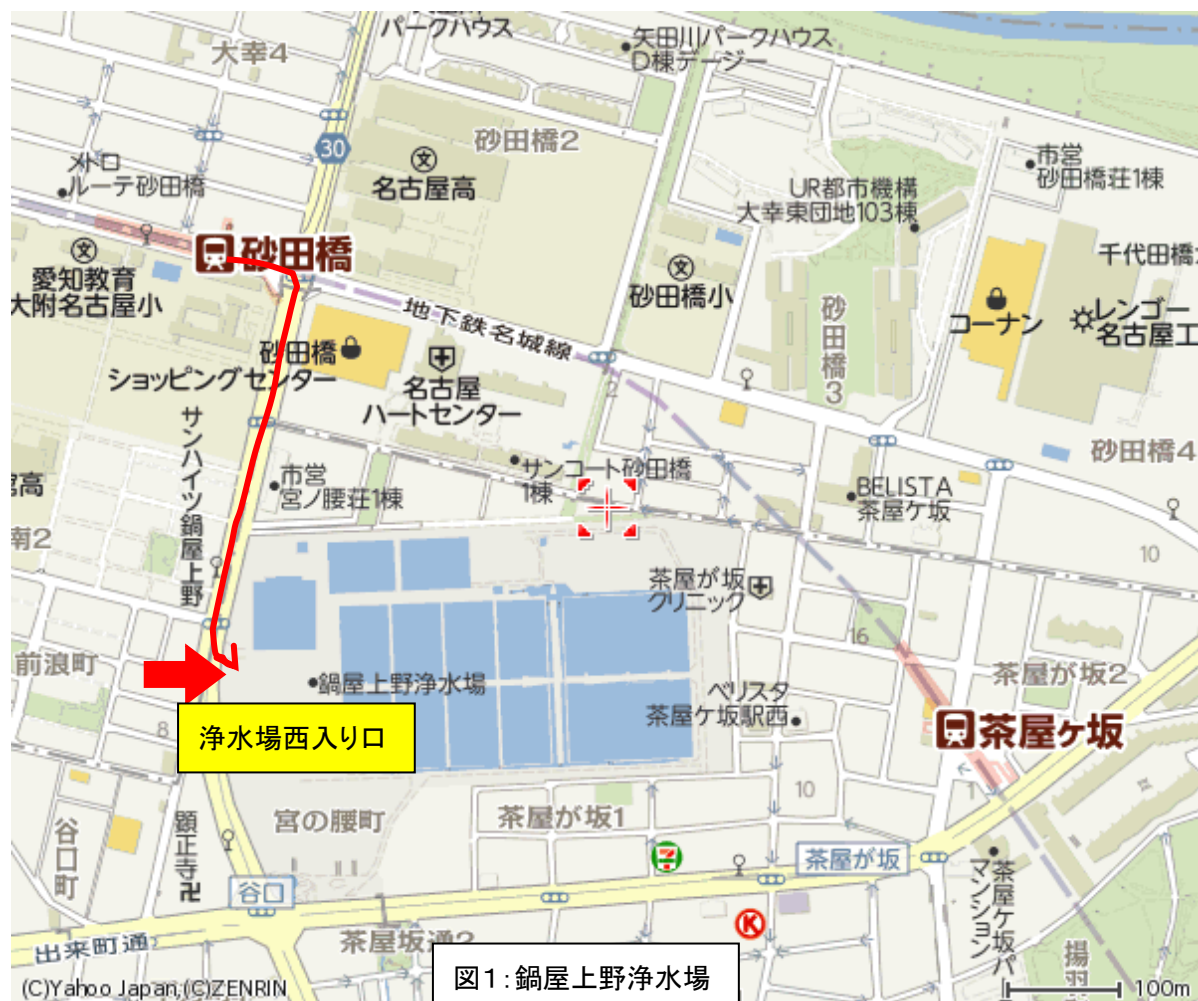 パークハウス
矢田川パークハウス
D棟デージー
大幸4
30
砂田橋2
名古屋高
メトロ
ルーテ砂田橋
市営
砂田橋荘1棟
UR都市機構
大幸東団地103棟
砂田橋
愛知教育
大附名古屋小
砂田橋小
千代田橋
コーナン
レンゴー
名古屋工
地下鉄名城線
砂田橋3
砂田橋
ショッピングセンター
名古屋
ハートセンター
2
サンハイツ鍋屋上野
砂田橋4
サンコート砂田橋
1棟
市営
宮ノ腰荘1棟
BELISTA
茶屋ケ坂
高
南2
10
茶屋が坂
クリニック
16
前浪町
鍋屋上野浄水場
茶屋が坂2
ベリスタ
茶屋ケ坂駅西
茶屋ヶ坂
浄水場西入り口
8
10
1
宮の腰町
茶屋が坂1
谷口町
顕正寺
茶屋が坂
茶屋ケ坂パ
マンション
谷口
K
出来町通
茶屋坂通2
揚羽
図1:鍋屋上野浄水場
(C)Yahoo Japan,(C)ZENRIN
100m